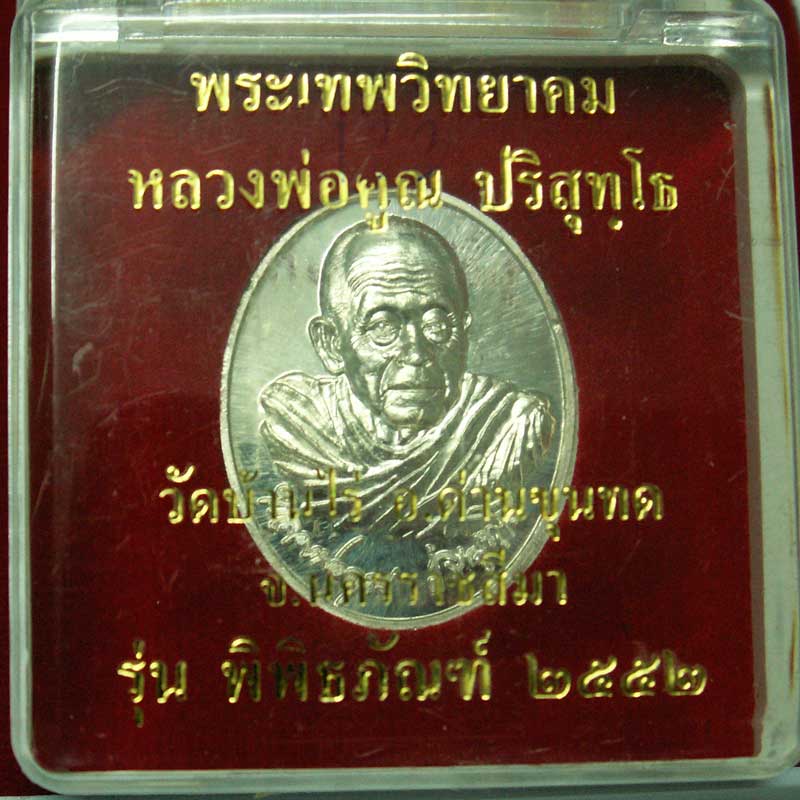 พระเทพวิทยาคม
หลวงพ่อคูณ ปริสุทฺโธ
วัดบ้านไร่ อ.ด่านขุนทด
จ.นครราชสีมา
รุ่น พิพิธภัณฑ์ ๒๕๕๒